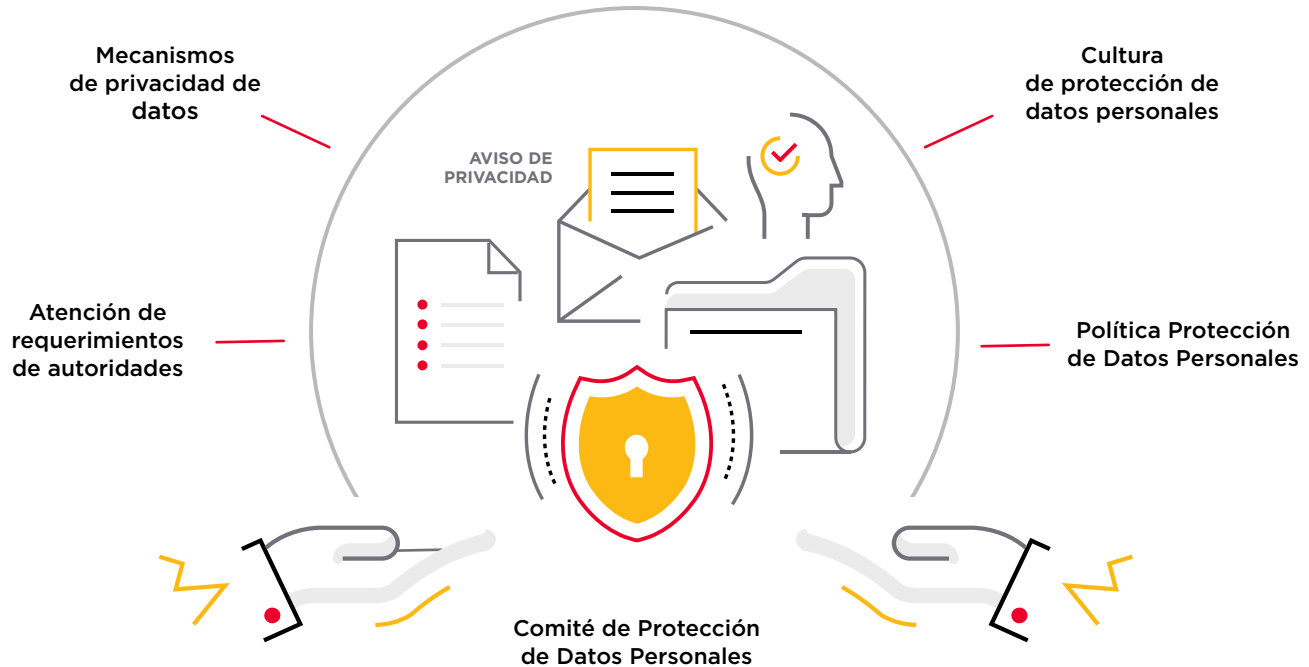 Mecanismos
de privacidad de
datos
Cultura
de protección de
datos personales
AVISO DE
PRIVACIDAD
Atención de
requerimientos
de autoridades
Política Protección
de Datos Personales
Comité de Protección
de Datos Personales